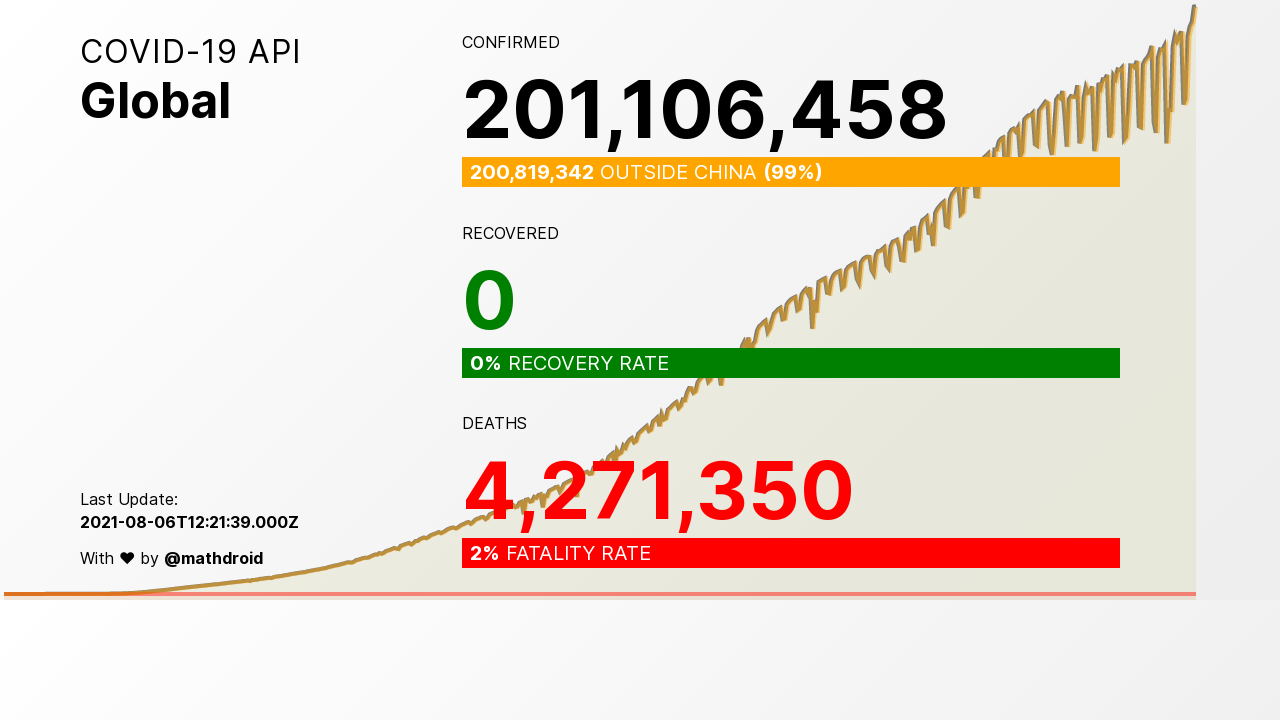 COVID-19 API
Global
CONFIRMED
201,106,458
200,819,342 OUTSIDE CHINA (99%)
RECOVERED
0
0% RECOVERY RATE
DEATHS
4,271,350
2% FATALITY RATE
Last Update:
2021-08-06T12:21:39.000Z
With ♥ by @mathdroid